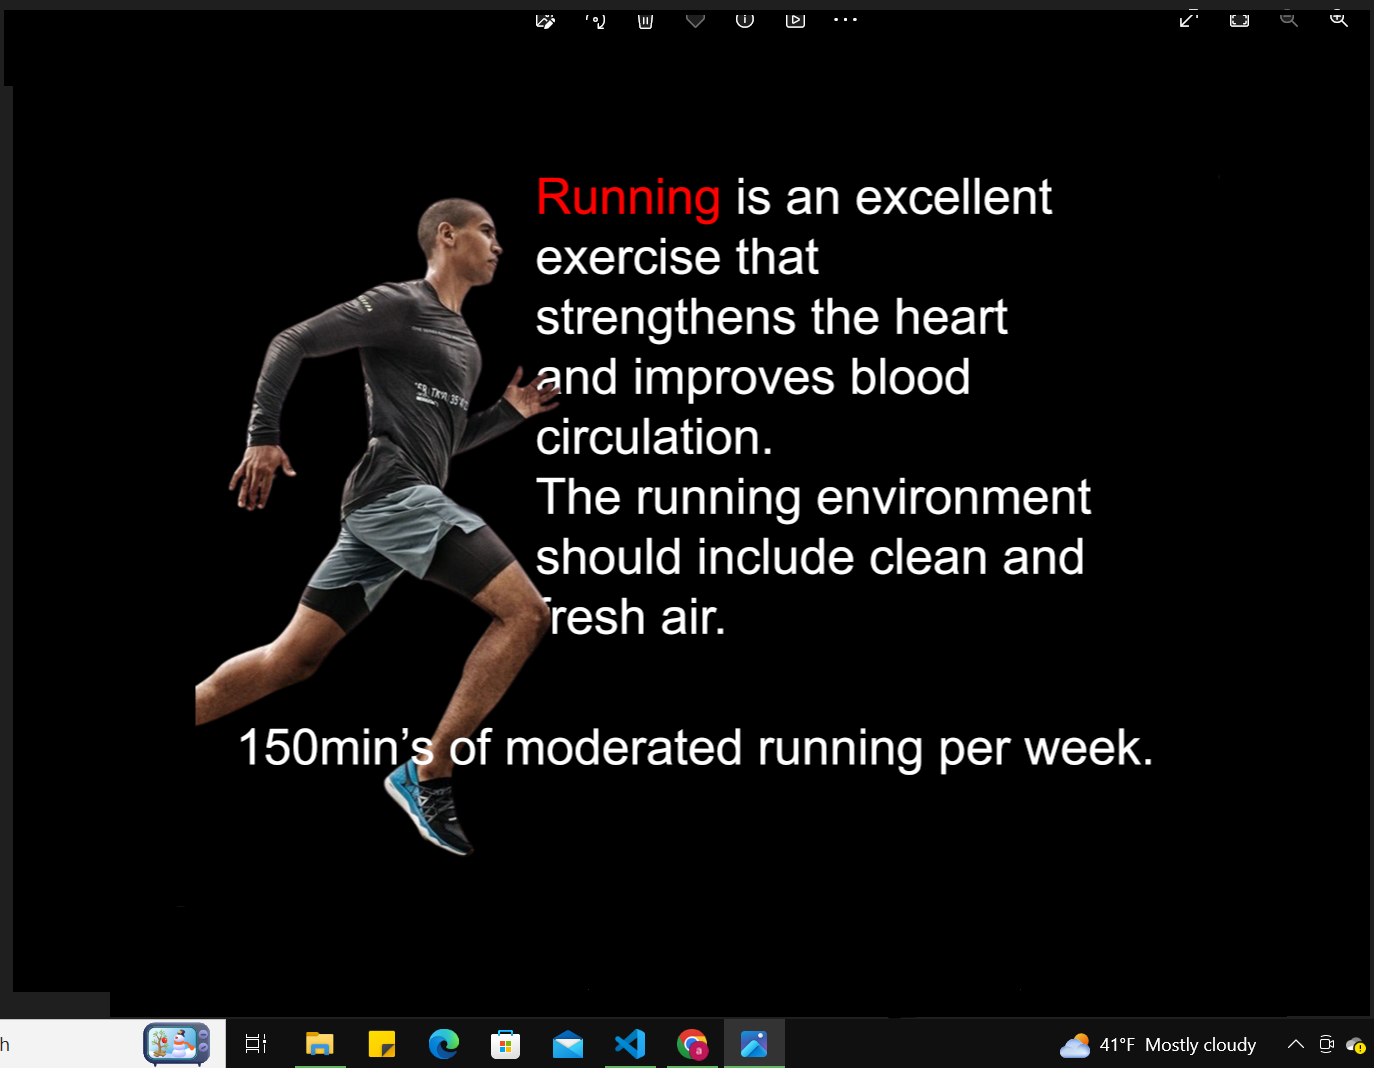 Running is an excellent
exercise that
strengthens the heart
and improves blood
circulation.
The running environment
should include clean and
fresh air.
150min’s of moderated running per week.
h
a
41°F Mostly cloudy